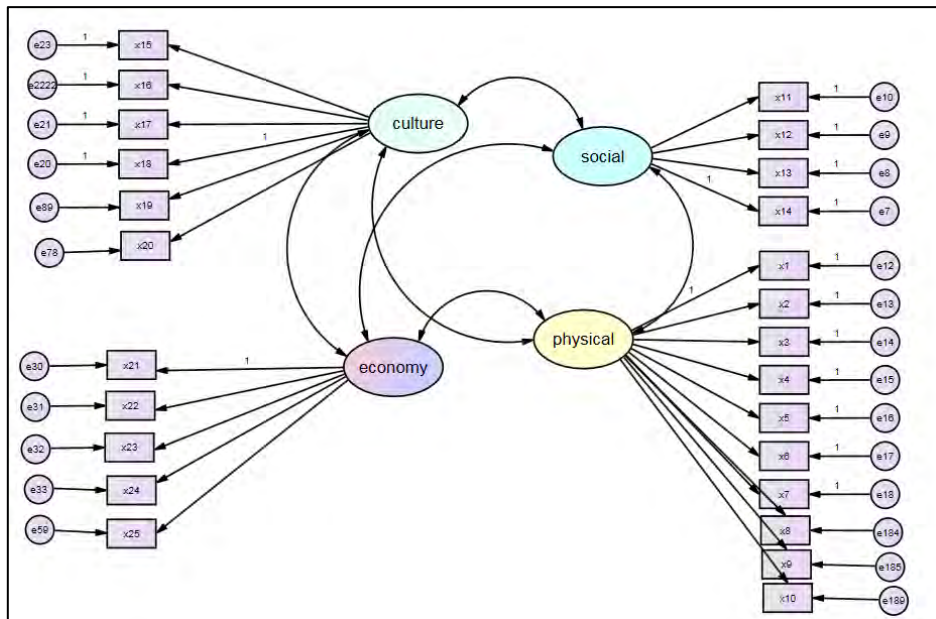 e23 1 x15
e2222 1 x16
e21 1 x17
e20 1 x18 1
e89 x19
e78 x20
culture
social
x11 1 e10
x12 1 e9
x13 1 e8
1 x14 1 e7
1 x1 1 e12
x2 1 e13
x3 1 e14
x4 1 e15
x5 1 e16
x6 1 e17
x7 1 e18
x8 e184
x9 e185
x10 e189
physical
economy
e30 x21 1
e31 x22
e32 x23
e33 x24
e59 x25